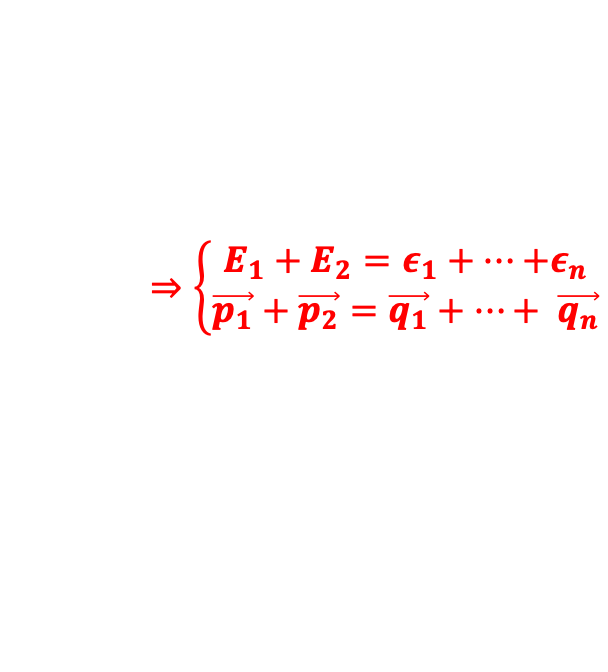 ⇒ { E₁ + E₂ = ϵ₁ + ⋯ +ϵₙ
p₁⃗ + p₂⃗ = q₁⃗ + ⋯ + qₙ⃗